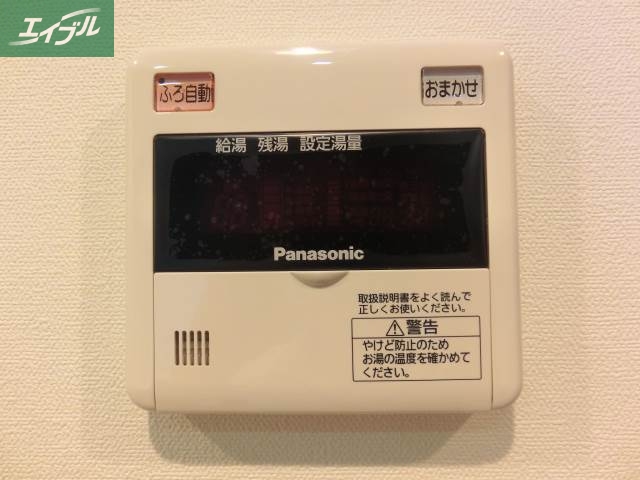 エイブル
ふろ自動
おまかせ
給湯 残湯 設定湯量
Panasonic
取扱説明書をよく読んで
正しくお使いください。
警告
やけど防止のため
お湯の温度を確かめて
ください。